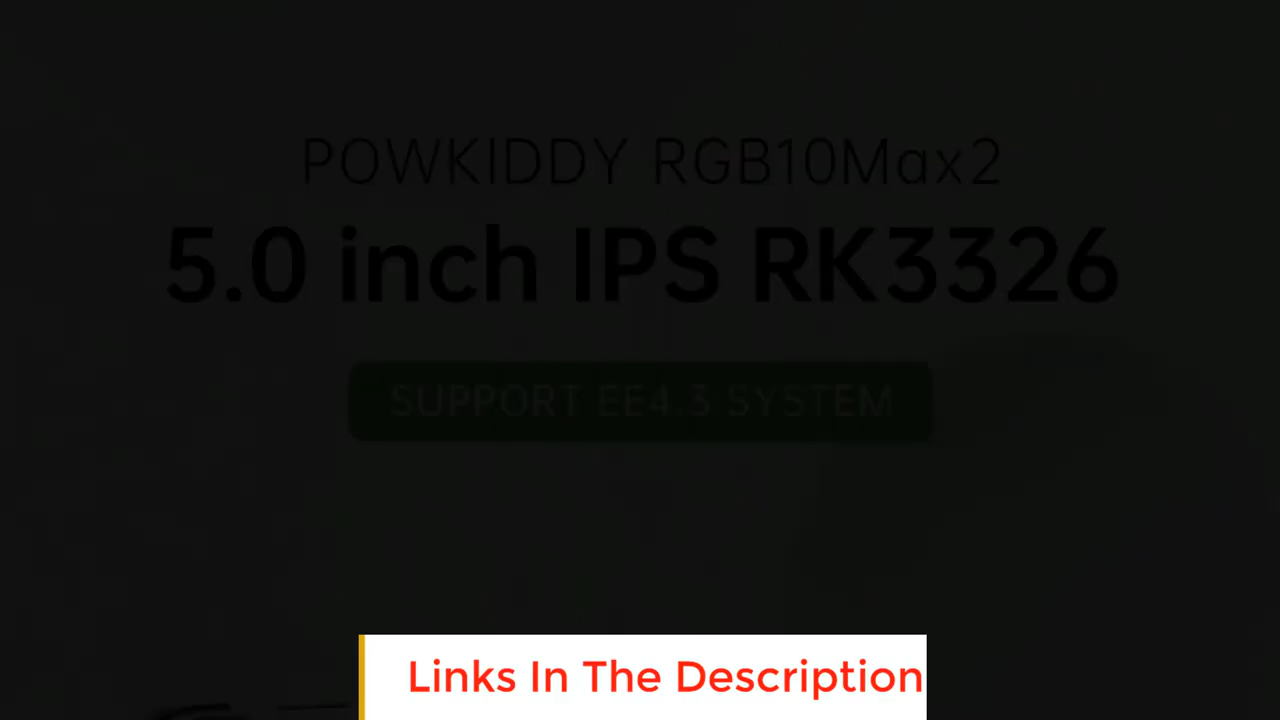 POWKIDDY RGB10Max2
5.0 inch IPS RK3326
SUPPORT EE4.3 SYSTEM
Links In The Description